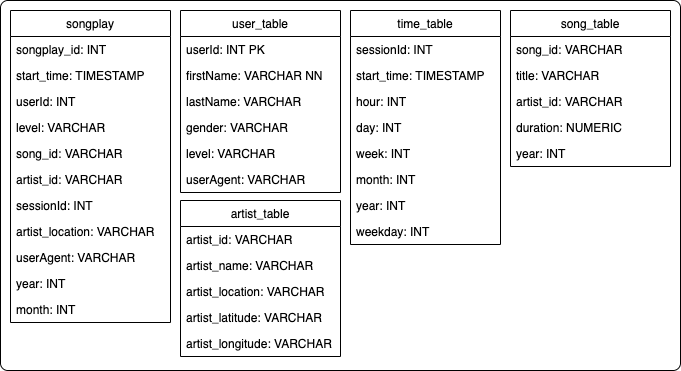 songplay
songplay_id: INT
start_time: TIMESTAMP
userId: INT
level: VARCHAR
song_id: VARCHAR
artist_id: VARCHAR
sessionId: INT
artist_location: VARCHAR
userAgent: VARCHAR
year: INT
month: INT
user_table
userId: INT PK
firstName: VARCHAR NN
lastName: VARCHAR
gender: VARCHAR
level: VARCHAR
userAgent: VARCHAR
artist_table
artist_id: VARCHAR
artist_name: VARCHAR
artist_location: VARCHAR
artist_latitude: VARCHAR
artist_longitude: VARCHAR
time_table
sessionId: INT
start_time: TIMESTAMP
hour: INT
day: INT
week: INT
month: INT
year: INT
weekday: INT
song_table
song_id: VARCHAR
title: VARCHAR
artist_id: VARCHAR
duration: NUMERIC
year: INT